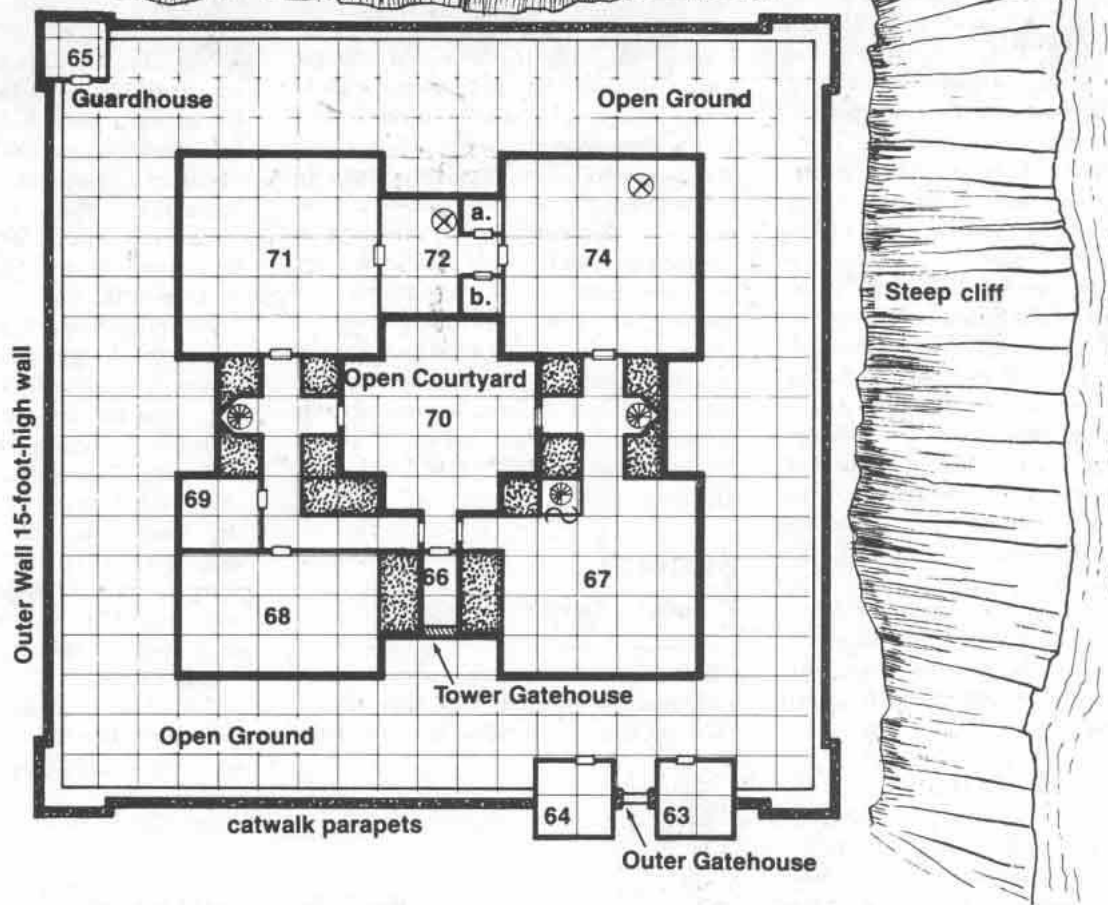 65
Guardhouse
Open Ground
a.
71
72
74
b.
Steep cliff
Open Courtyard
70
Outer Wall 15-foot-high wall
69
66
67
68
Tower Gatehouse
Open Ground
64
63
catwalk parapets
Outer Gatehouse